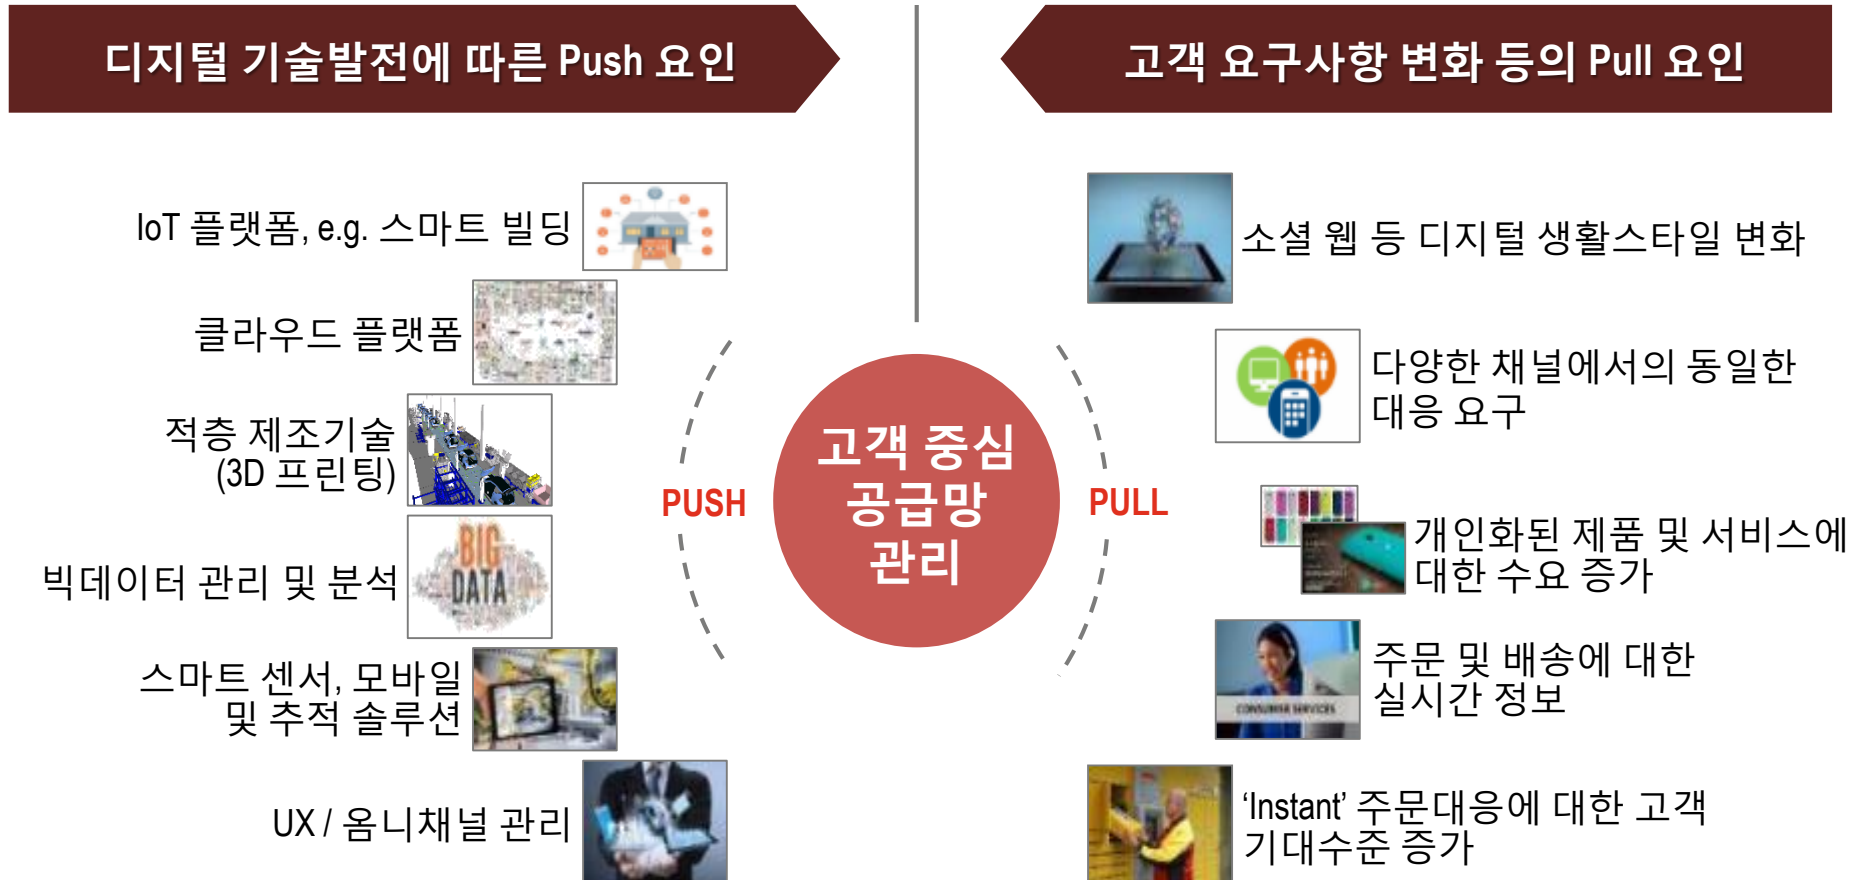 디지털 기술발전에 따른 Push 요인
고객 요구사항 변화 등의 Pull 요인
IoT 플랫폼, e.g. 스마트 빌딩
클라우드 플랫폼
적층 제조기술
(3D 프린팅)
빅데이터 관리 및 분석
BIG
DATA
스마트 센서, 모바일
및 추적 솔루션
UX / 옴니채널 관리
PUSH
고객 중심
공급망
관리
PULL
소셜 웹 등 디지털 생활스타일 변화
다양한 채널에서의 동일한
대응 요구
개인화된 제품 및 서비스에
대한 수요 증가
주문 및 배송에 대한
실시간 정보
CONSUMER SERVICES
‘Instant’ 주문대응에 대한 고객
기대수준 증가